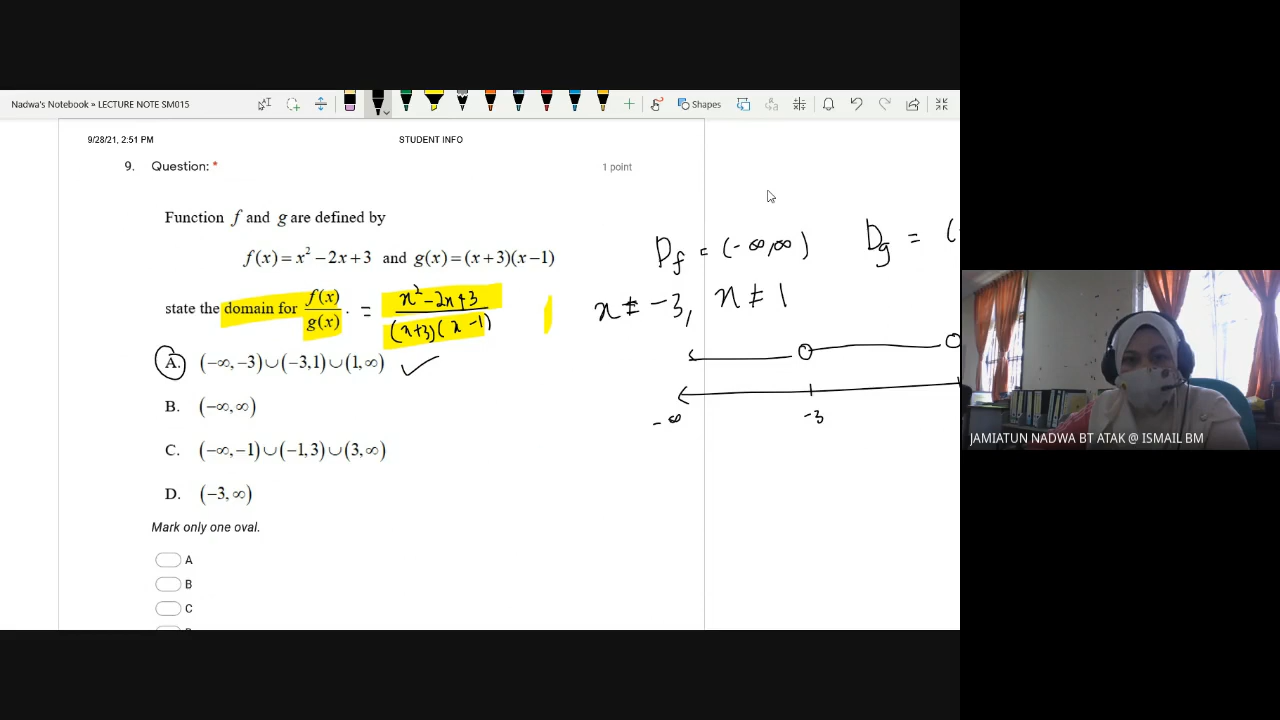 Nadwa's Notebook » LECTURE NOTE SM015
Shapes
9/28/21, 2:51 PM STUDENT INFO
9. Question: * 1 point
Function f and g are defined by
f(x) = x² − 2x + 3 and g(x) = (x+3)(x−1)
state the domain for f(x)/g(x). = x² − 2x + 3 / (x+3)(x −1)
A. (−∞, −3) ∪ (−3, 1) ∪ (1, ∞) ✓
B. (−∞, ∞)
C. (−∞, −1) ∪ (−1, 3) ∪ (3, ∞)
D. (−3, ∞)
Mark only one oval.
A
B
C
D_f = (−∞,∞) D_g = (-
x ≠ −3, x ≠ 1
−∞ −3
JAMIATUN NADWA BT ATAK @ ISMAIL BM